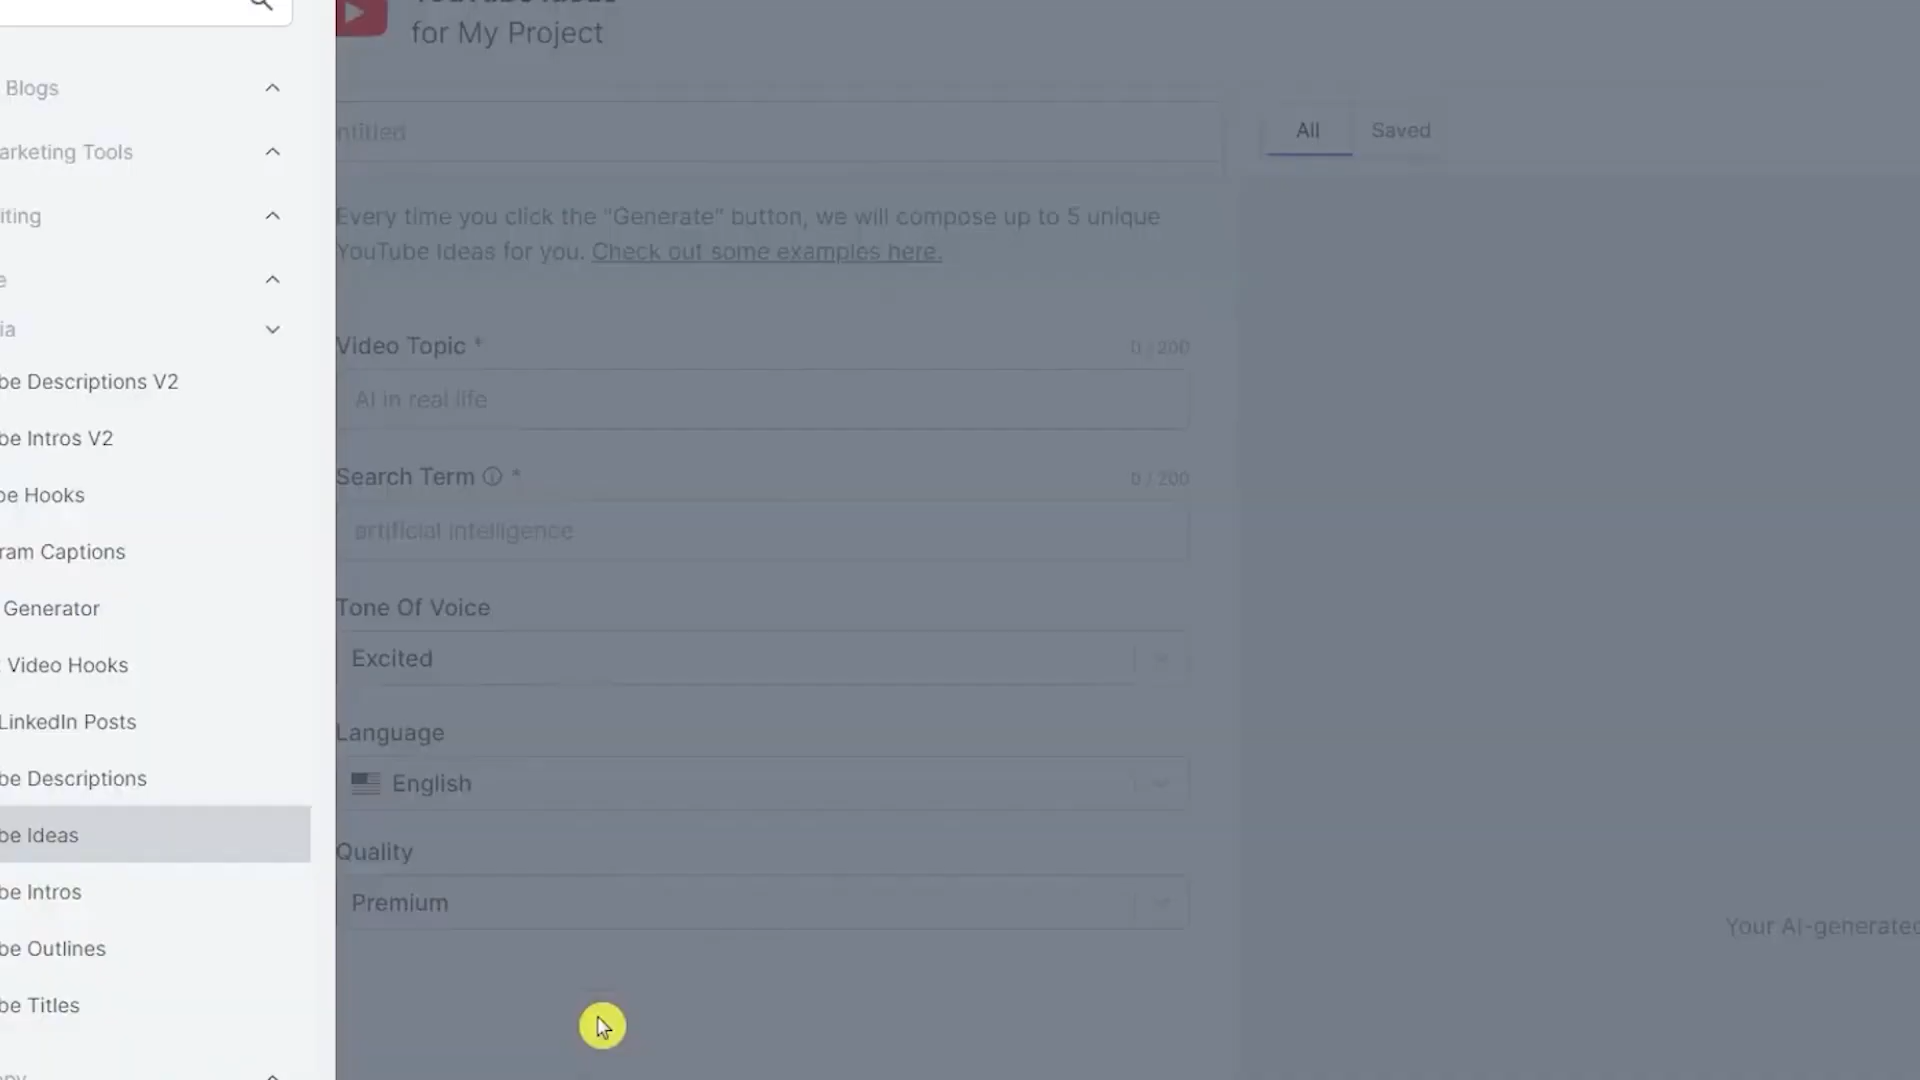 for My Project
Blogs
arketing Tools
iting
e
ia
be Descriptions V2
be Intros V2
be Hooks
ram Captions
Generator
Video Hooks
LinkedIn Posts
be Descriptions
be Ideas
be Intros
be Outlines
be Titles
ntitled
All
Saved
Every time you click the "Generate" button, we will compose up to 5 unique
YouTube Ideas for you. Check out some examples here.
Video Topic *
0 / 200
AI in real life
Search Term ⓘ *
0 / 200
artificial intelligence
Tone Of Voice
Excited
Language
English
Quality
Premium
Your AI-generated